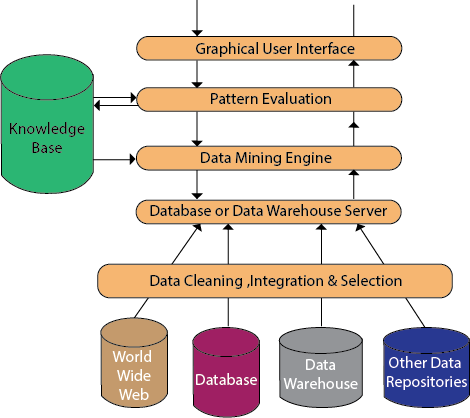 Graphical User Interface
Pattern Evaluation
Knowledge
Base
Data Mining Engine
Database or Data Warehouse Server
Data Cleaning ,Integration & Selection
World
Wide
Web
Database
Data
Warehouse
Other Data
Repositories